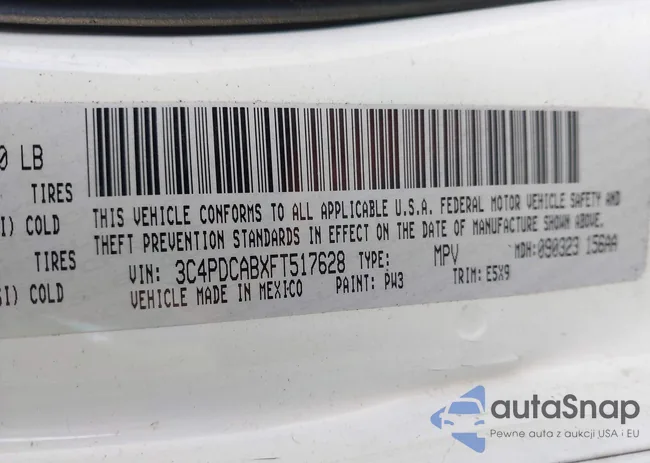 0 LB
TIRES
I) COLD
TIRES
SI) COLD
THIS VEHICLE CONFORMS TO ALL APPLICABLE U.S.A. FEDERAL MOTOR VEHICLE SAFETY AND
THEFT PREVENTION STANDARDS IN EFFECT ON THE DATE OF MANUFACTURE SHOWN ABOVE.
VIN: 3C4PDCABXFT517628 TYPE: MPV MDH: 090323 156AA
VEHICLE MADE IN MEXICO PAINT: PW3 TRIM: E5X9
autaSnap
Pewne auta z aukcji USA i EU